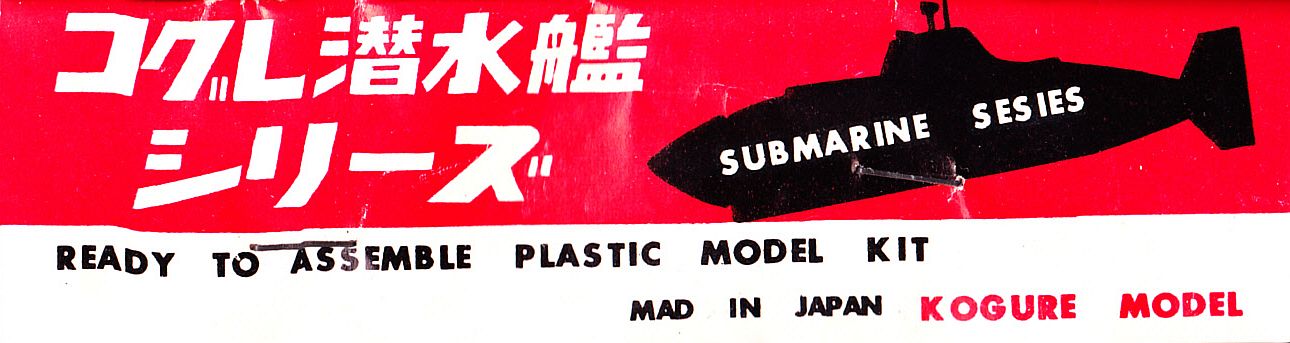 コグレ潜水艦
シリーズ
SUBMARINE SESIES
READY TO ASSEMBLE PLASTIC MODEL KIT
MAD IN JAPAN KOGURE MODEL